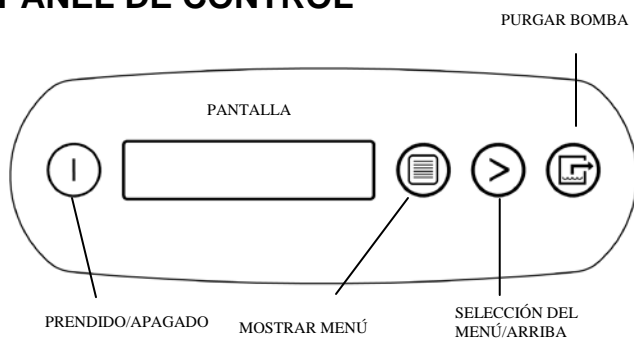 PANEL DE CONTROL
PURGAR BOMBA
PANTALLA
PRENDIDO/APAGADO
MOSTRAR MENÚ
SELECCIÓN DEL
MENÚ/ARRIBA